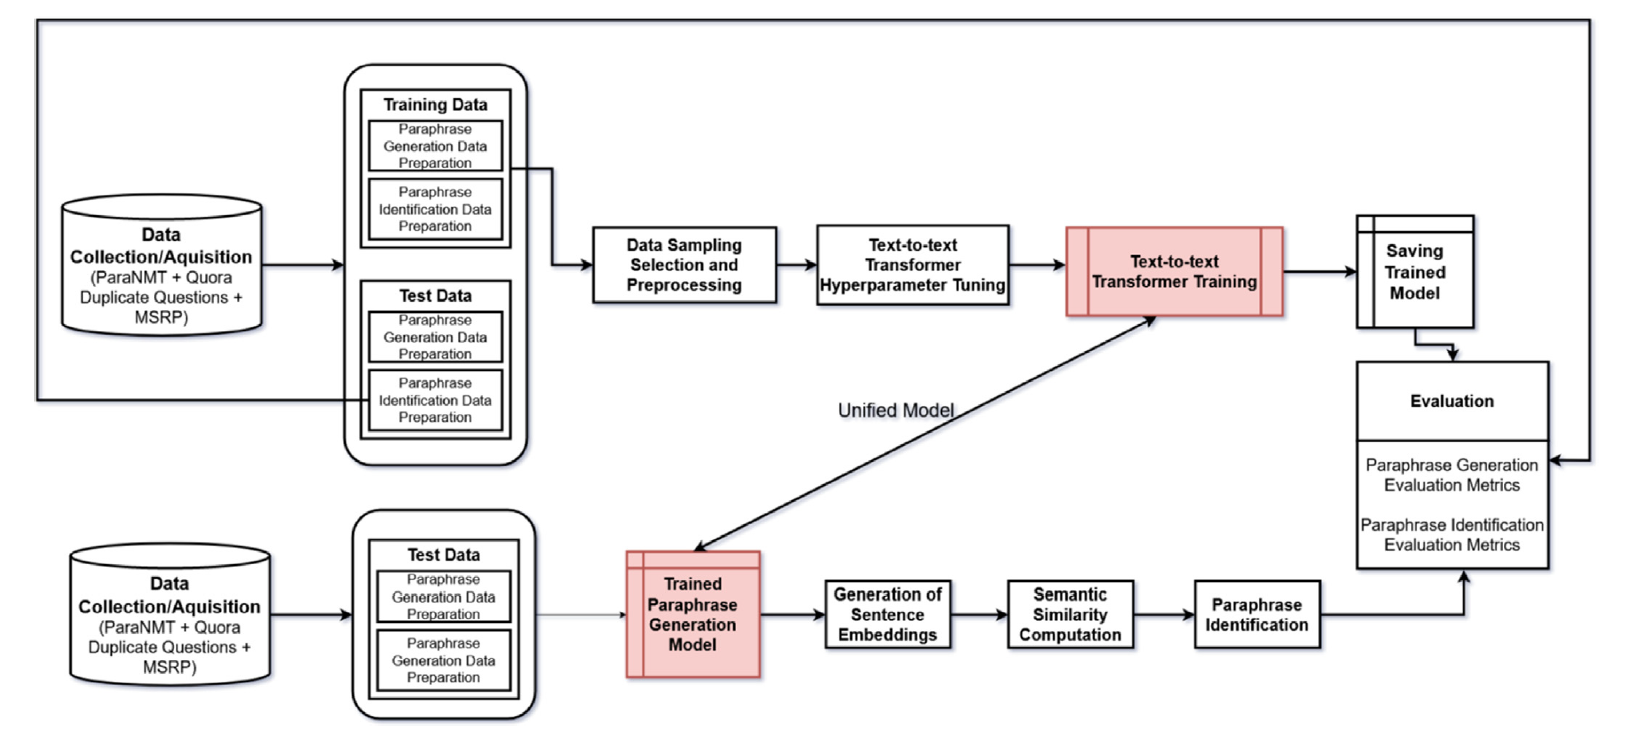 Data
Collection/Aquisition
(ParaNMT + Quora
Duplicate Questions +
MSRP)
Training Data
Paraphrase
Generation Data
Preparation
Paraphrase
Identification Data
Preparation
Test Data
Paraphrase
Generation Data
Preparation
Paraphrase
Identification Data
Preparation
Data Sampling
Selection and
Preprocessing
Text-to-text
Transformer
Hyperparameter Tuning
Text-to-text
Transformer Training
Saving
Trained
Model
Evaluation
Paraphrase Generation
Evaluation Metrics
Paraphrase Identification
Evaluation Metrics
Unified Model
Data
Collection/Aquisition
(ParaNMT + Quora
Duplicate Questions +
MSRP)
Test Data
Paraphrase
Generation Data
Preparation
Paraphrase
Generation Data
Preparation
Trained
Paraphrase
Generation
Model
Generation of
Sentence
Embeddings
Semantic
Similarity
Computation
Paraphrase
Identification